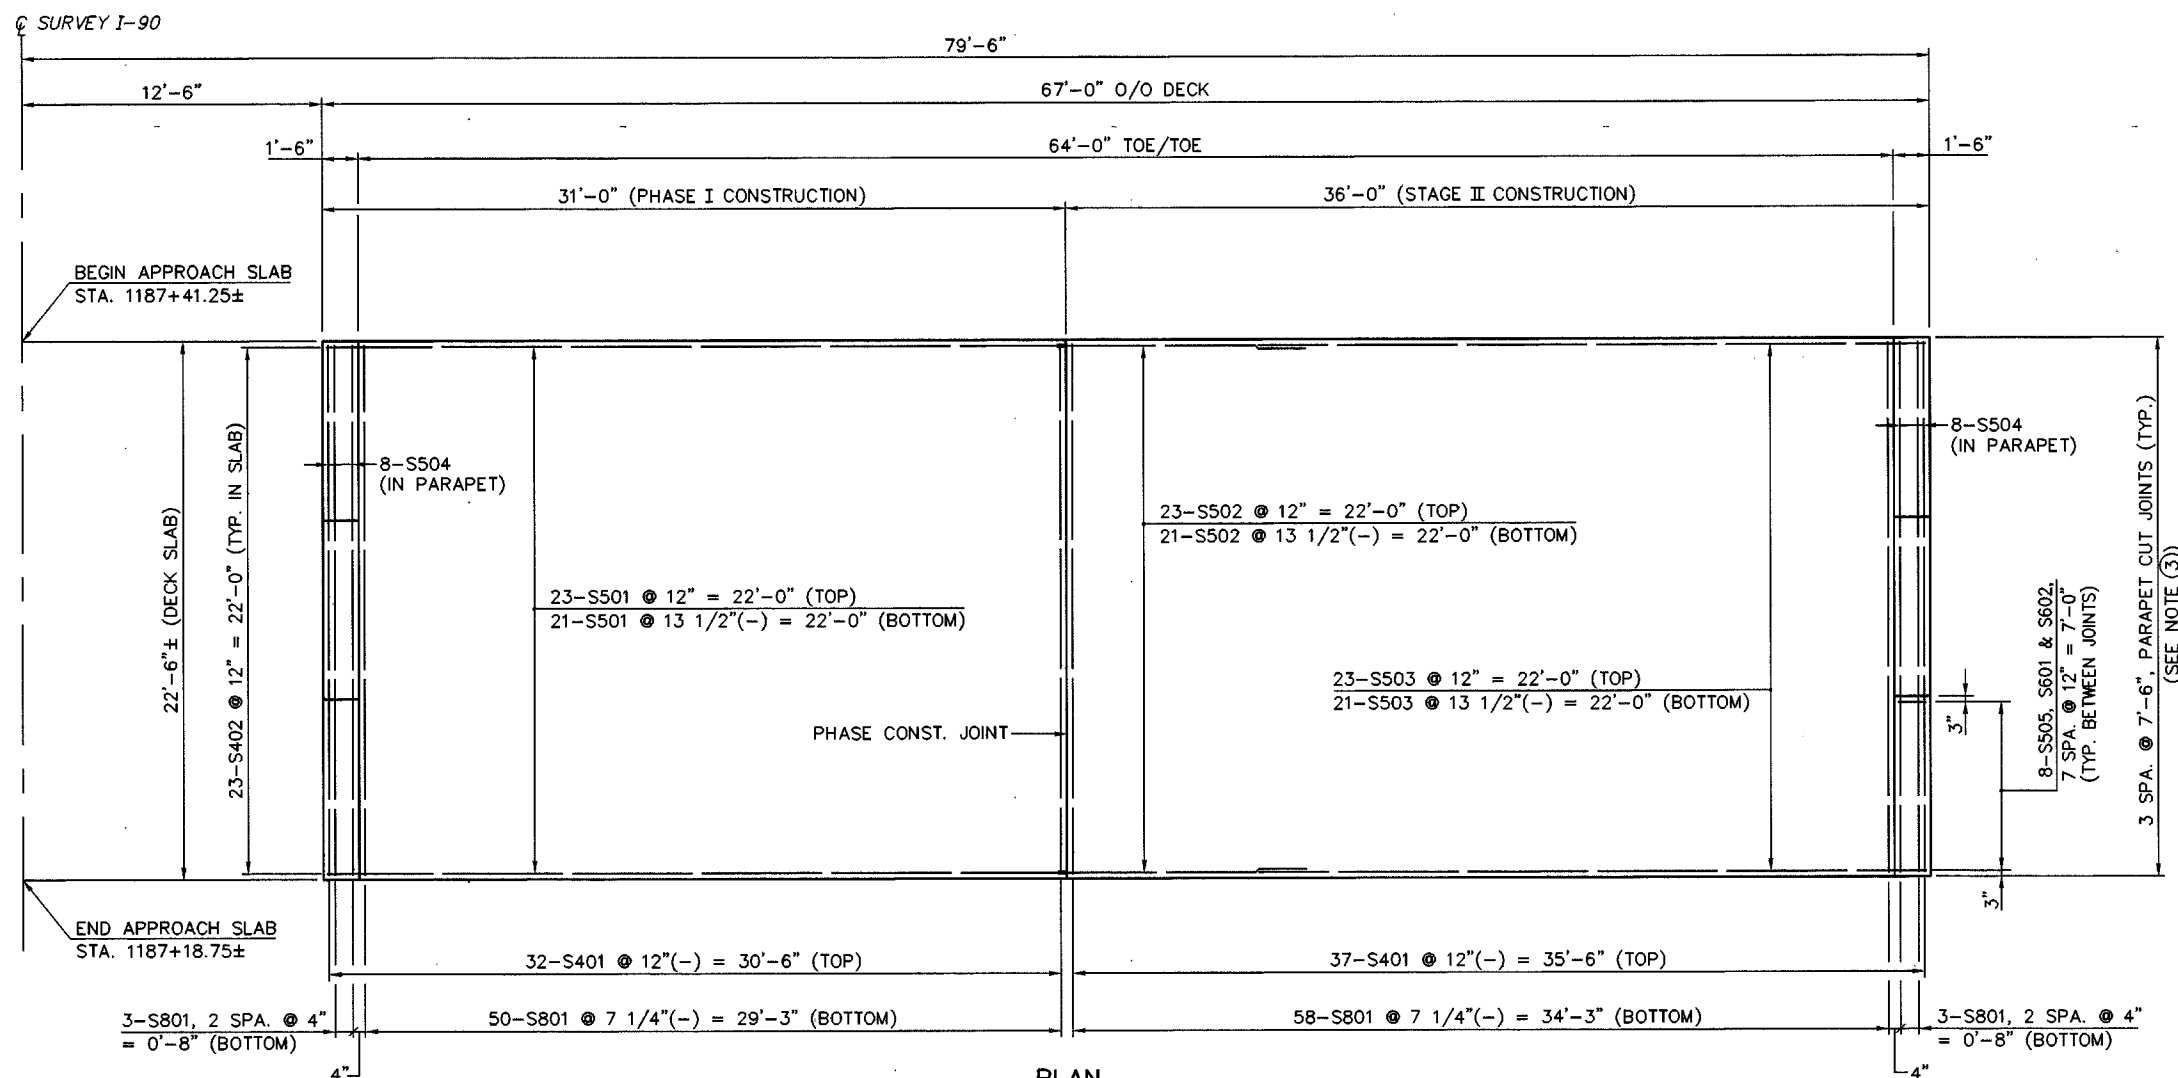 ℄ SURVEY I-90
79'-6"
12'-6"
67'-0" O/O DECK
1'-6"
64'-0" TOE/TOE
1'-6"
31'-0" (PHASE I CONSTRUCTION)
36'-0" (STAGE II CONSTRUCTION)
BEGIN APPROACH SLAB
STA. 1187+41.25±
22'-6"± (DECK SLAB)
23-S402 @ 12" = 22'-0" (TYP. IN SLAB)
8-S504
(IN PARAPET)
23-S501 @ 12" = 22'-0" (TOP)
21-S501 @ 13 1/2"(-) = 22'-0" (BOTTOM)
23-S502 @ 12" = 22'-0" (TOP)
21-S502 @ 13 1/2"(-) = 22'-0" (BOTTOM)
23-S503 @ 12" = 22'-0" (TOP)
21-S503 @ 13 1/2"(-) = 22'-0" (BOTTOM)
PHASE CONST. JOINT
8-S504
(IN PARAPET)
3"
3"
8-S505, S601 & S602,
7 SPA. @ 12" = 7'-0"
(TYP. BETWEEN JOINTS)
3 SPA. @ 7'-6", PARAPET CUT JOINTS (TYP.)
(SEE NOTE (3))
END APPROACH SLAB
STA. 1187+18.75±
32-S401 @ 12"(-) = 30'-6" (TOP)
37-S401 @ 12"(-) = 35'-6" (TOP)
3-S801, 2 SPA. @ 4"
= 0'-8" (BOTTOM)
50-S801 @ 7 1/4"(-) = 29'-3" (BOTTOM)
58-S801 @ 7 1/4"(-) = 34'-3" (BOTTOM)
3-S801, 2 SPA. @ 4"
= 0'-8" (BOTTOM)
4"
PLAN
4"